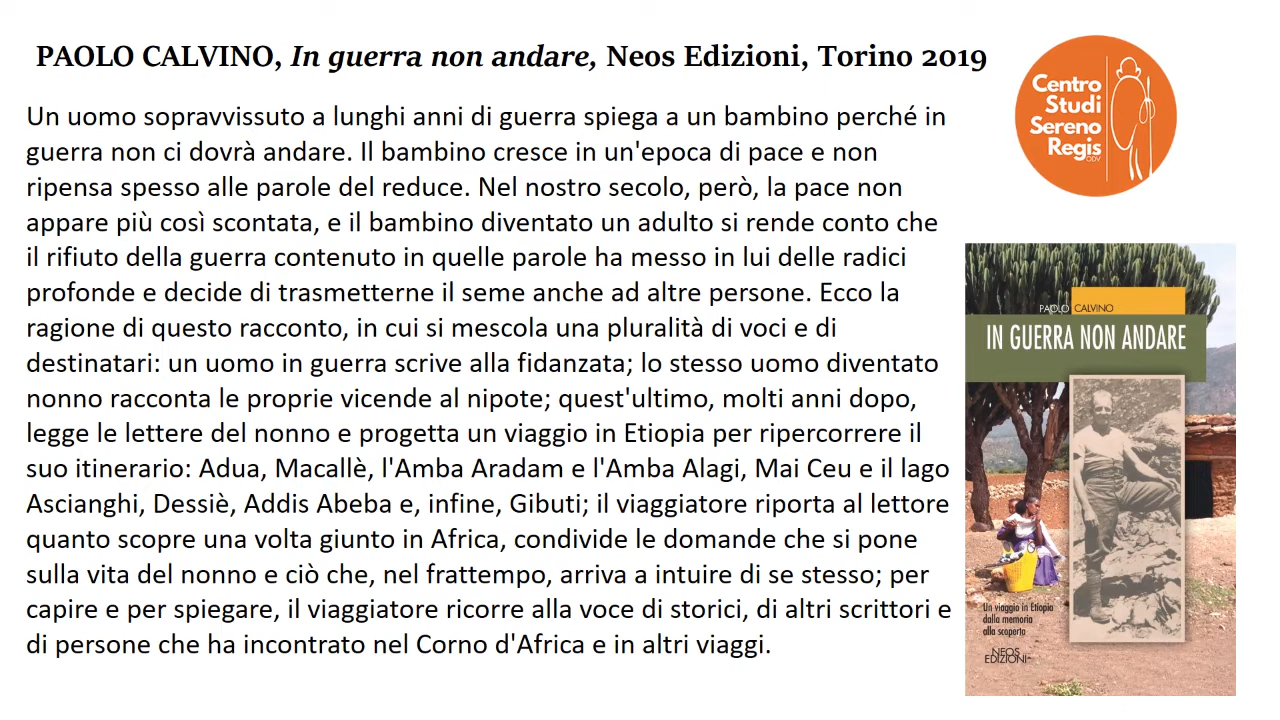 PAOLO CALVINO, In guerra non andare, Neos Edizioni, Torino 2019
Un uomo sopravvissuto a lunghi anni di guerra spiega a un bambino perché in
guerra non ci dovrà andare. Il bambino cresce in un'epoca di pace e non
ripensa spesso alle parole del reduce. Nel nostro secolo, però, la pace non
appare più così scontata, e il bambino diventato un adulto si rende conto che
il rifiuto della guerra contenuto in quelle parole ha messo in lui delle radici
profonde e decide di trasmetterne il seme anche ad altre persone. Ecco la
ragione di questo racconto, in cui si mescola una pluralità di voci e di
destinatari: un uomo in guerra scrive alla fidanzata; lo stesso uomo diventato
nonno racconta le proprie vicende al nipote; quest'ultimo, molti anni dopo,
legge le lettere del nonno e progetta un viaggio in Etiopia per ripercorrere il
suo itinerario: Adua, Macallè, l'Amba Aradam e l'Amba Alagi, Mai Ceu e il lago
Ascianghi, Dessiè, Addis Abeba e, infine, Gibuti; il viaggiatore riporta al lettore
quanto scopre una volta giunto in Africa, condivide le domande che si pone
sulla vita del nonno e ciò che, nel frattempo, arriva a intuire di se stesso; per
capire e per spiegare, il viaggiatore ricorre alla voce di storici, di altri scrittori e
di persone che ha incontrato nel Corno d'Africa e in altri viaggi.
Centro
Studi
Sereno
Regis
ODV
PAOLO CALVINO
IN GUERRA NON ANDARE
Un viaggio in Etiopia
dalla memoria
alla scoperta
NEOS
EDIZIONI